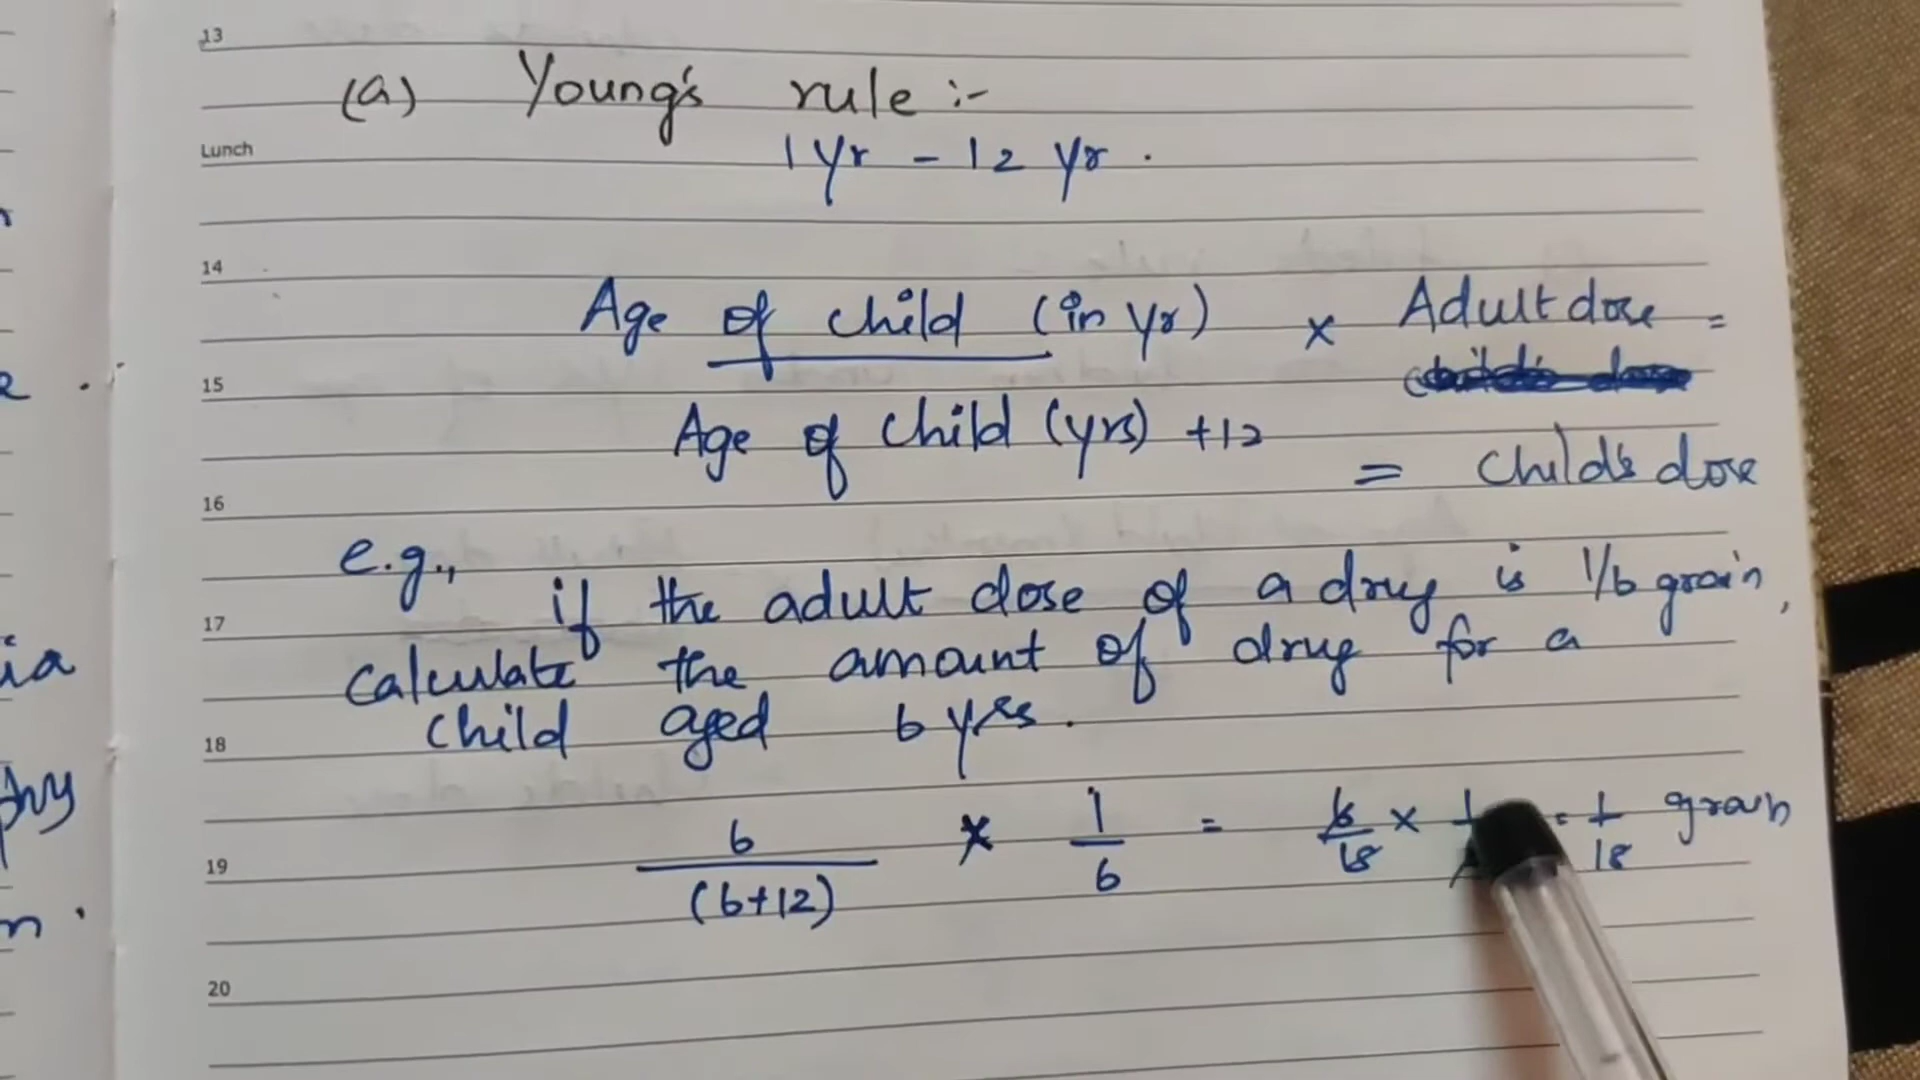 13
(a) Young's rule :-
Lunch
1 yr - 12 yr .
14
Age of child (in yr) x Adult dose =
15
Age of child (yrs) +12
= Child's dose
16
e.g.,
if the adult dose of a drug is 1/6 grain,
17
calculate the amount of drug for a
child aged 6 yrs.
18
6 x 1 = 6 x 1 = 1 grain
(6+12) 6 18 18
19
20